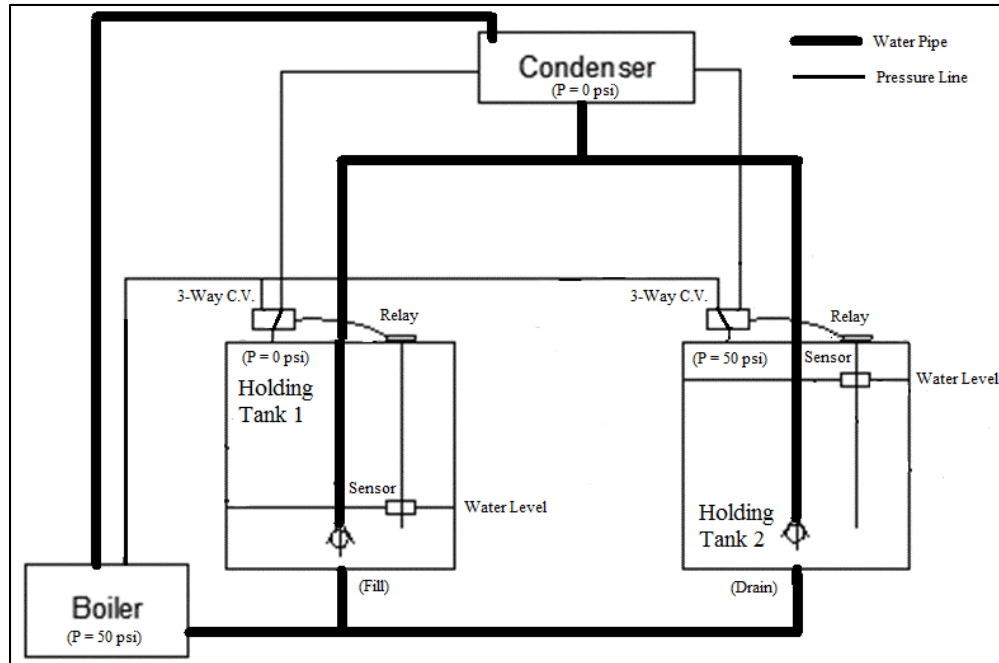 Condenser
(P = 0 psi)
Water Pipe
Pressure Line
3-Way C.V.
Relay
(P = 0 psi)
Holding
Tank 1
Sensor
Water Level
(Fill)
3-Way C.V.
Relay
(P = 50 psi)
Sensor
Water Level
Holding
Tank 2
(Drain)
Boiler
(P = 50 psi)